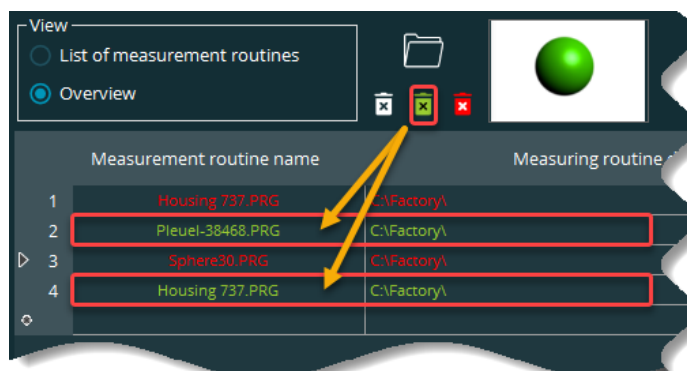 View
List of measurement routines
Overview
Measurement routine name Measuring routine
1 Housing 737.PRG C:\Factory\
2 Pleuel-38468.PRG C:\Factory\
3 Sphere30.PRG C:\Factory\
4 Housing 737.PRG C:\Factory\